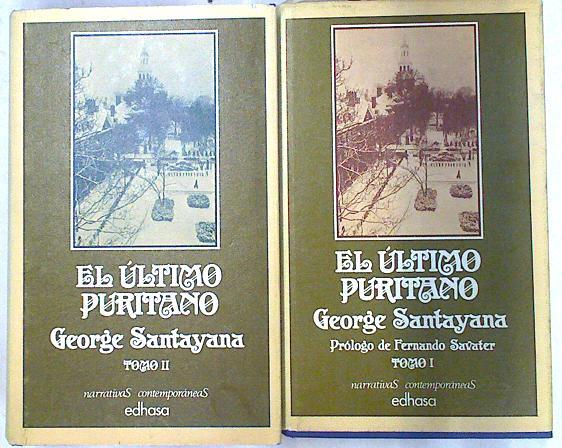 EL ÚLTIMO
PURITANO
George Santayana
TOMO II
narrativaS contemporáneaS
edhasa
EL ÚLTIMO
PURITANO
George Santayana
Prólogo de Fernando Savater
TOMO I
narrativaS contemporáneaS
edhasa